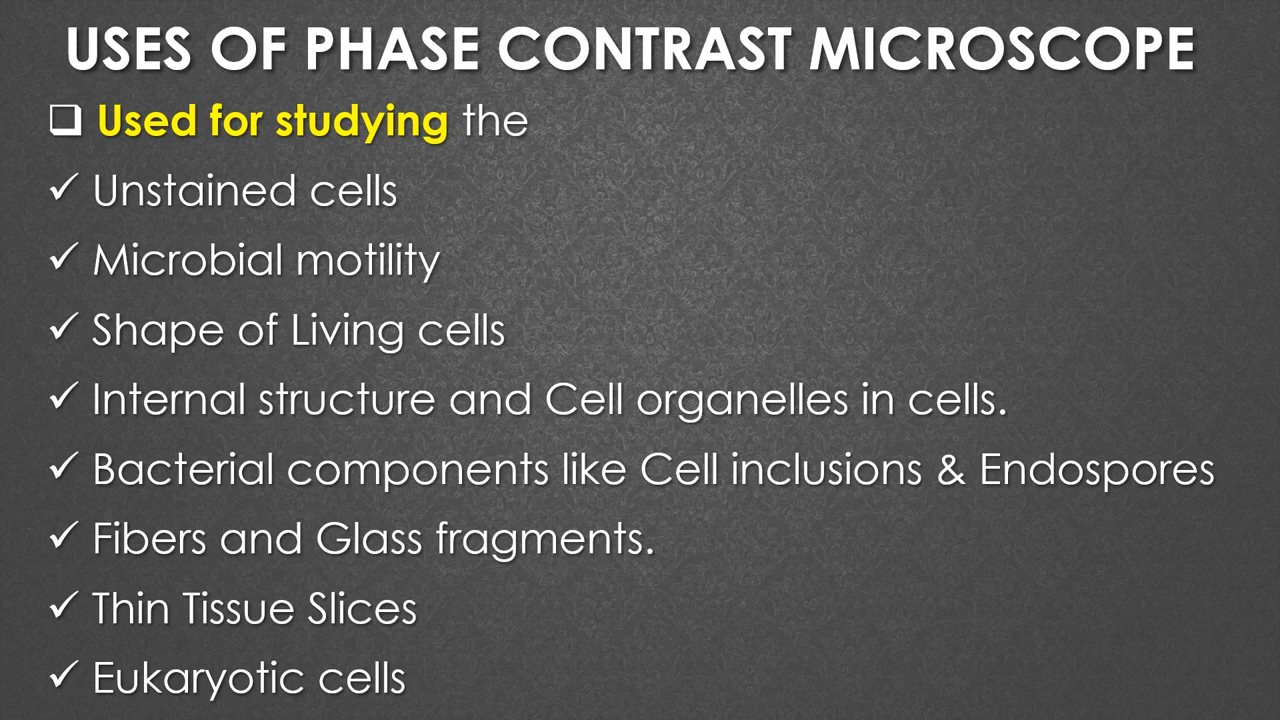 USES OF PHASE CONTRAST MICROSCOPE
❑ Used for studying the
✓ Unstained cells
✓ Microbial motility
✓ Shape of Living cells
✓ Internal structure and Cell organelles in cells.
✓ Bacterial components like Cell inclusions & Endospores
✓ Fibers and Glass fragments.
✓ Thin Tissue Slices
✓ Eukaryotic cells